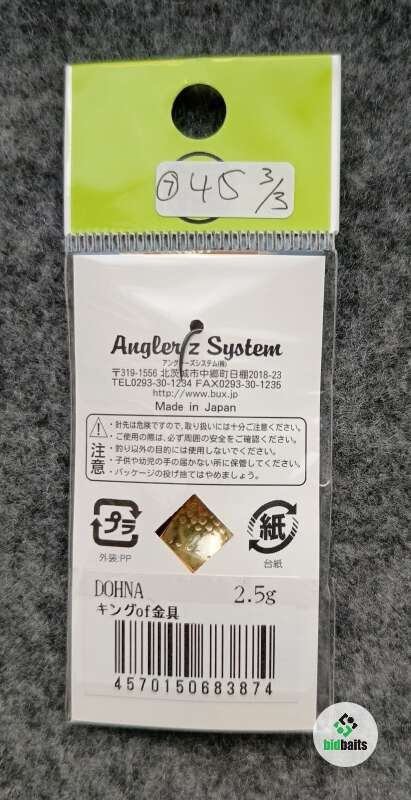 ⑦ 45 3/3
Angler'z System
アングラーズシステム(株)
〒319-1556 北茨城市中郷町日棚2018-23
TEL0293-30-1234 FAX0293-30-1235
http://www.bux.jp/
Made in Japan
注意
・針先は危険ですので、取り扱いには十分ご注意ください。
・ご使用の際は、必ず周囲の安全をご確認ください。
・釣り以外の目的には使用しないでください。
・子供や幼児の手の届かない所に保管してください。
・パッケージの投げ捨てはやめましょう。
プラ
外装:PP
紙
台紙
DOHNA 2.5g
キングof金具
4570150683874
bidbaits